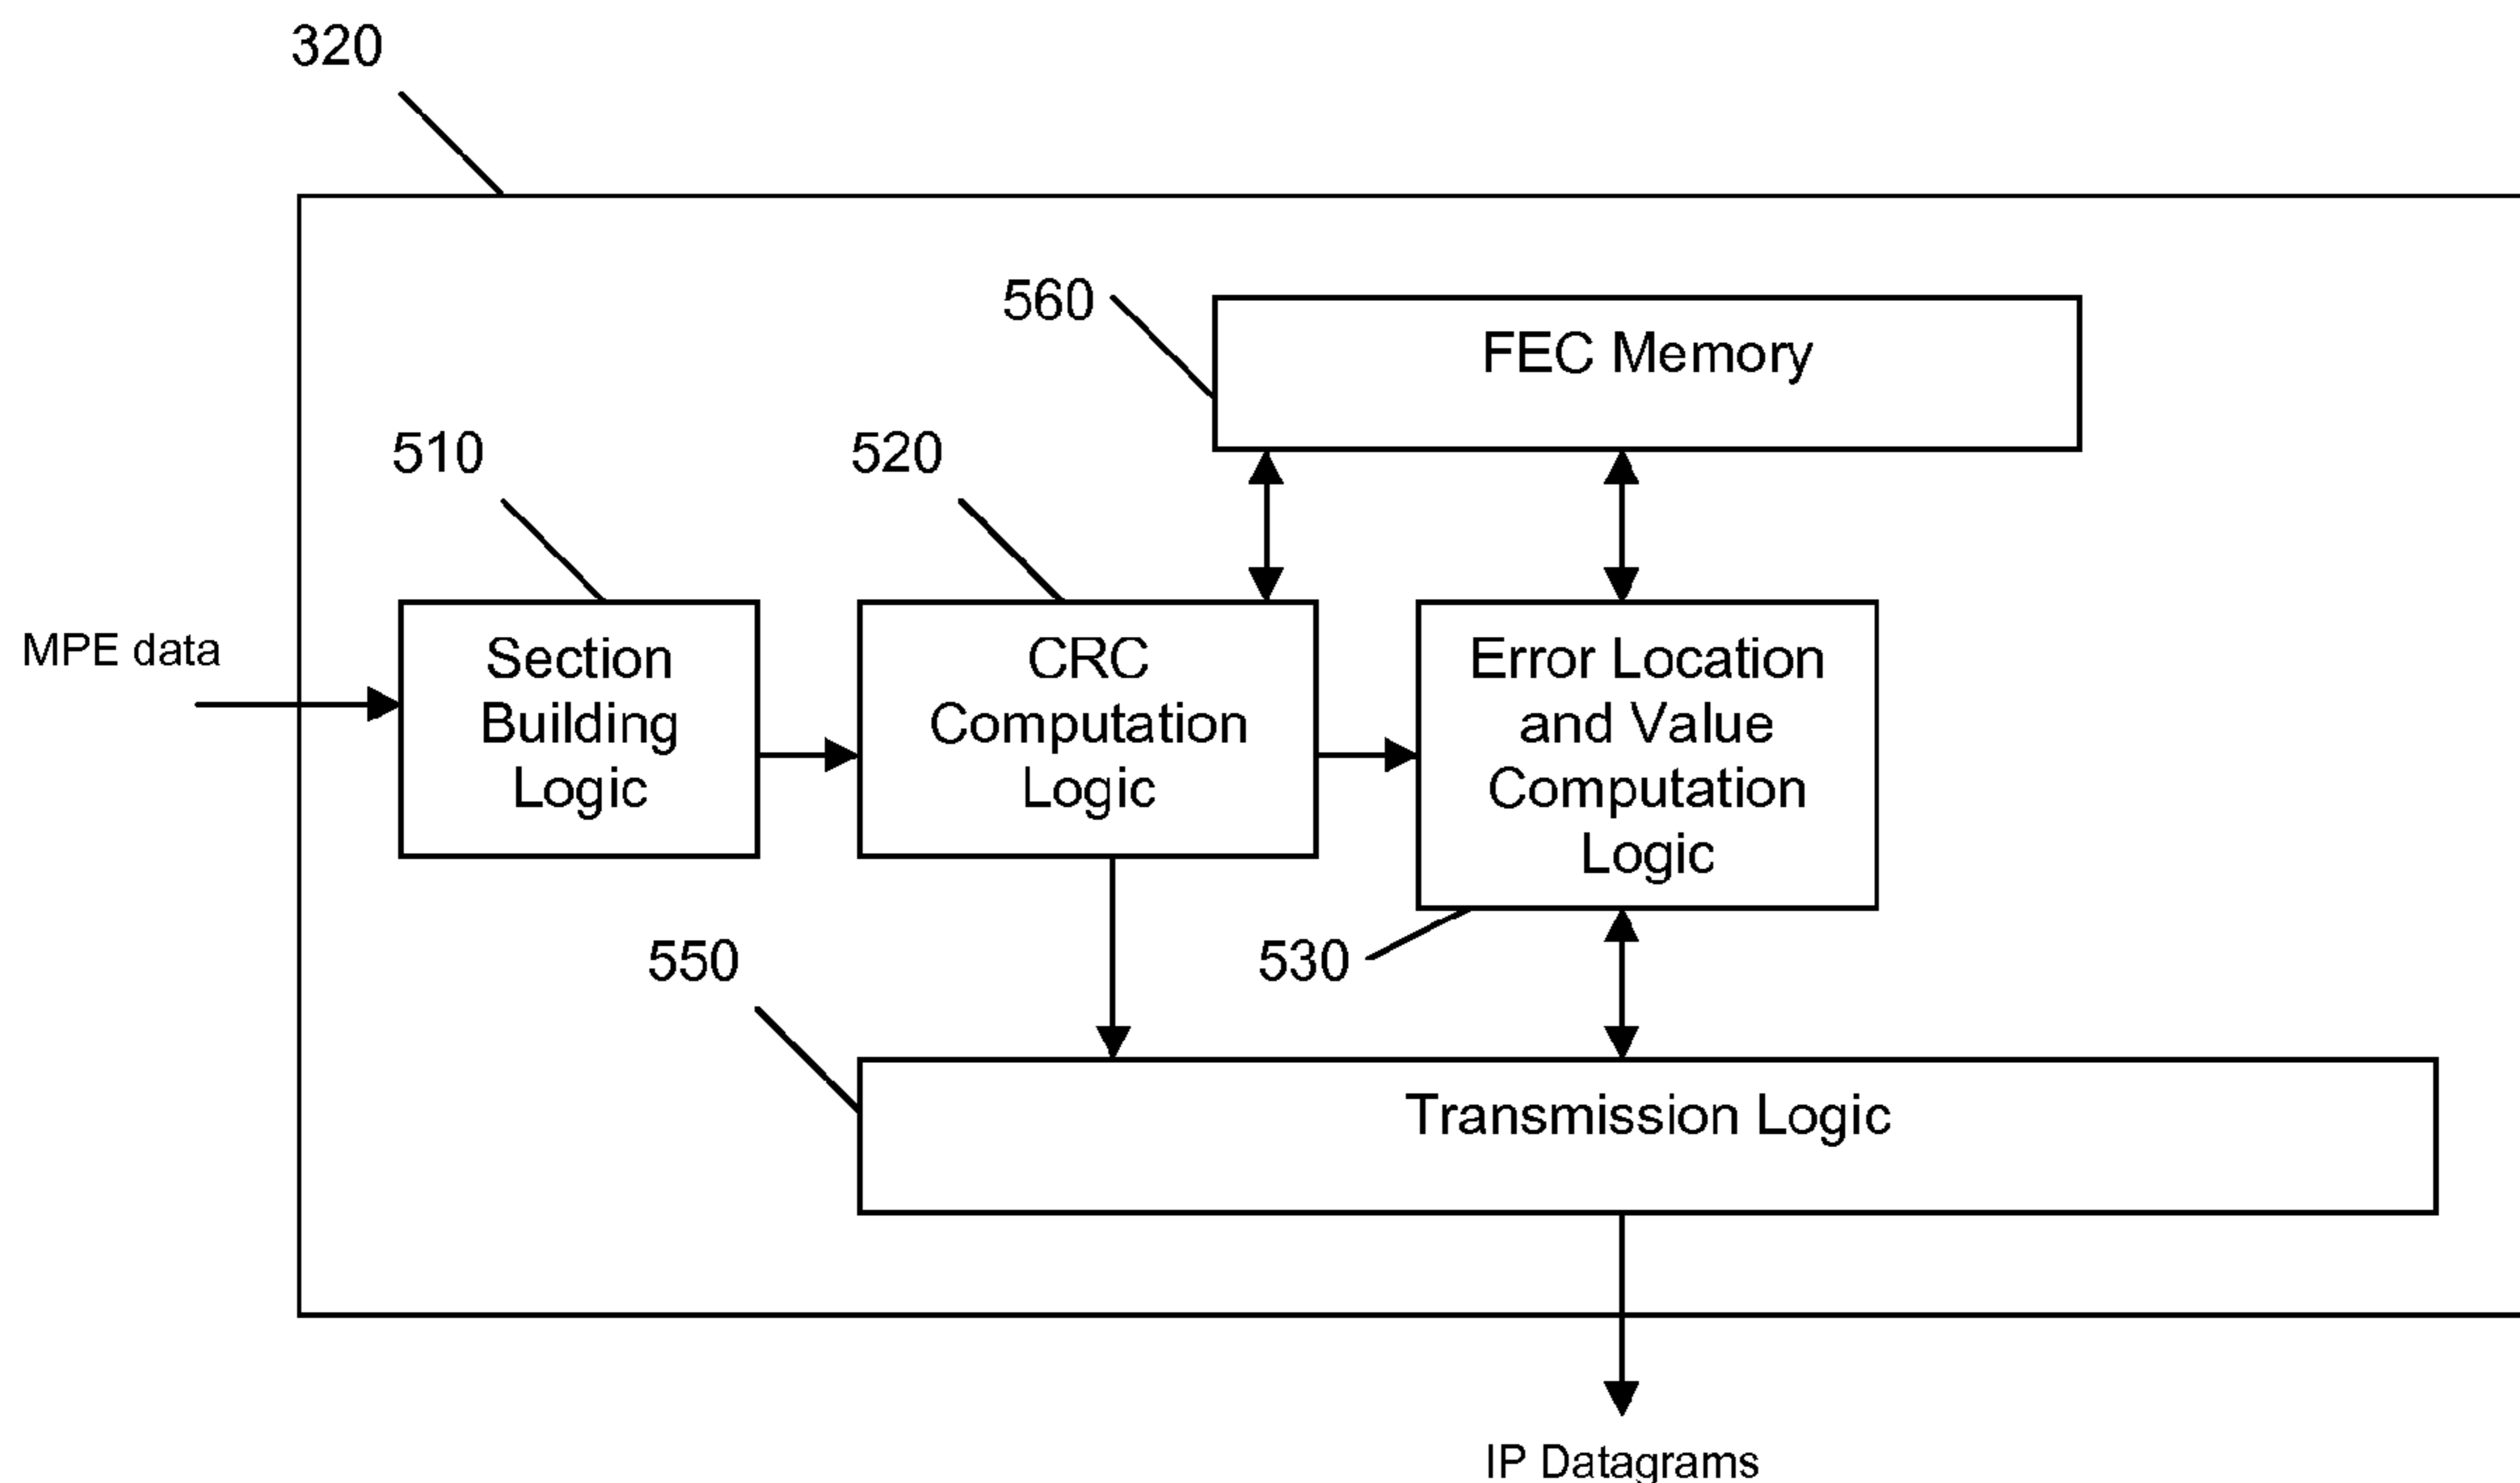 320
560
FEC Memory
510
520
MPE data
Section
Building
Logic
CRC
Computation
Logic
Error Location
and Value
Computation
Logic
550
530
Transmission Logic
IP Datagrams